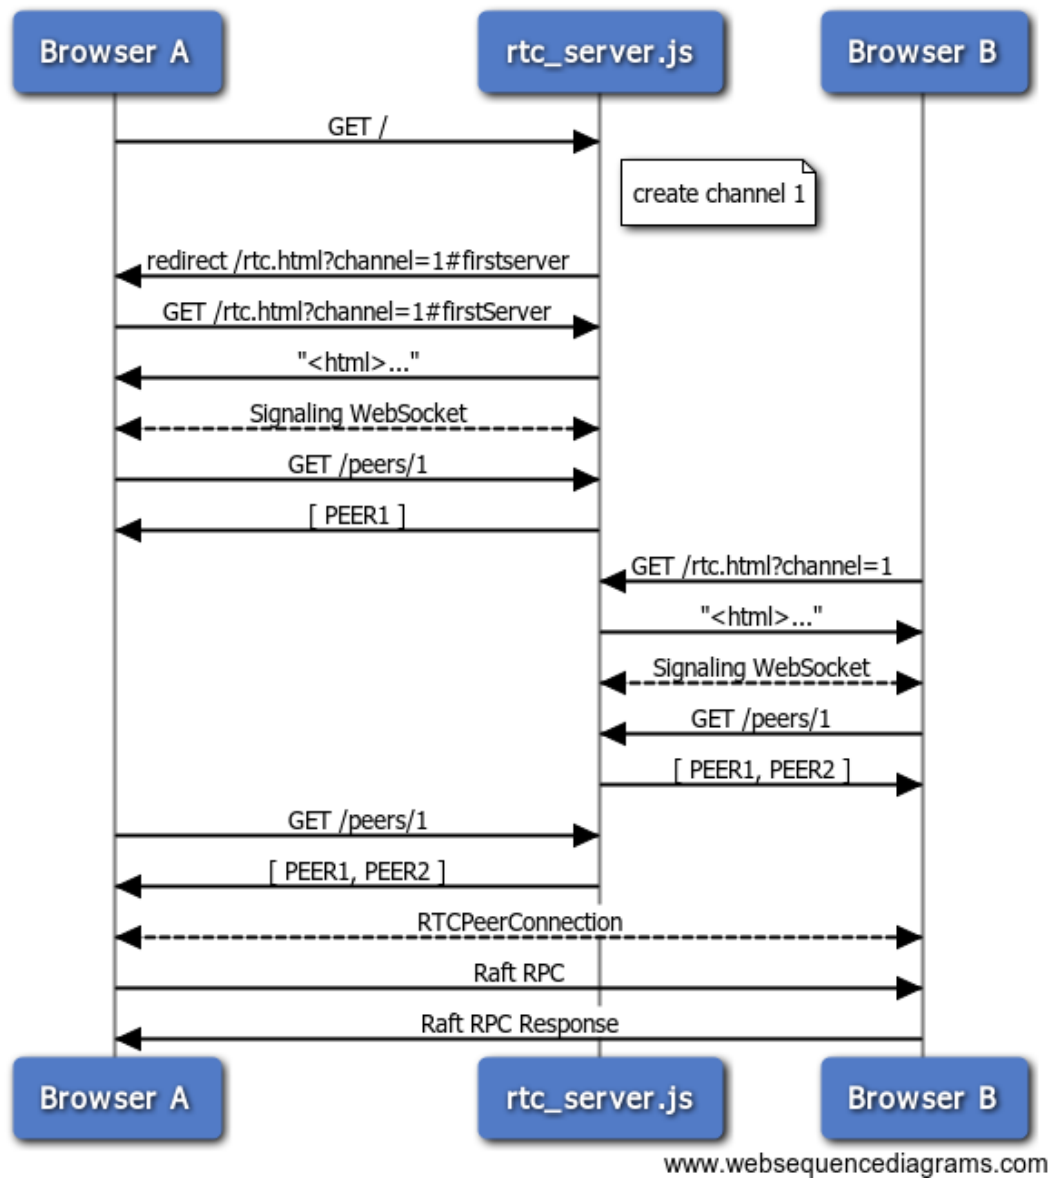 Browser A
rtc_server.js
Browser B
GET /
create channel 1
redirect /rtc.html?channel=1#firstserver
GET /rtc.html?channel=1#firstServer
"<html>..."
Signaling WebSocket
GET /peers/1
[ PEER1 ]
GET /rtc.html?channel=1
"<html>..."
Signaling WebSocket
GET /peers/1
[ PEER1, PEER2 ]
GET /peers/1
[ PEER1, PEER2 ]
RTCPeerConnection
Raft RPC
Raft RPC Response
Browser A
rtc_server.js
Browser B
www.websequencediagrams.com